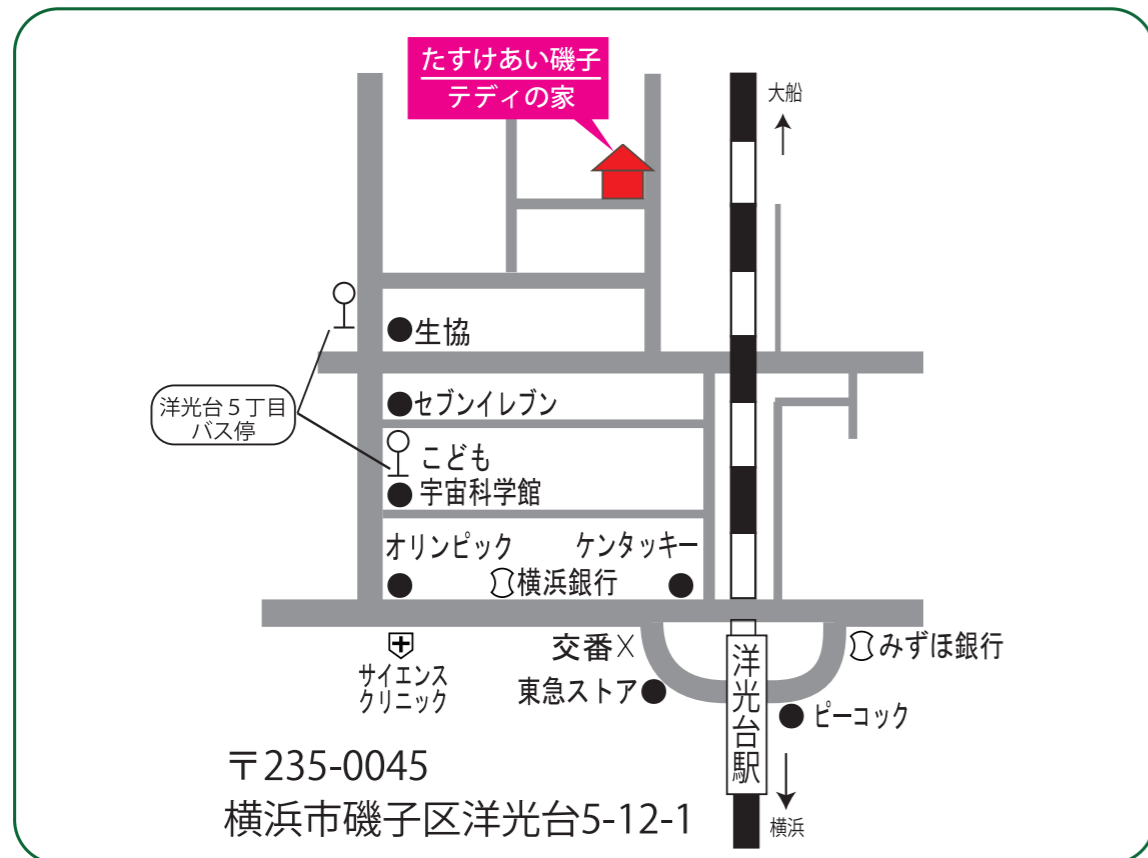 たすけあい磯子
テディの家
大船
生協
洋光台5丁目
バス停
セブンイレブン
こども
宇宙科学館
オリンピック
ケンタッキー
横浜銀行
交番
みずほ銀行
サイエンス
クリニック
東急ストア
洋光台駅
ピーコック
横浜
〒235-0045
横浜市磯子区洋光台5-12-1